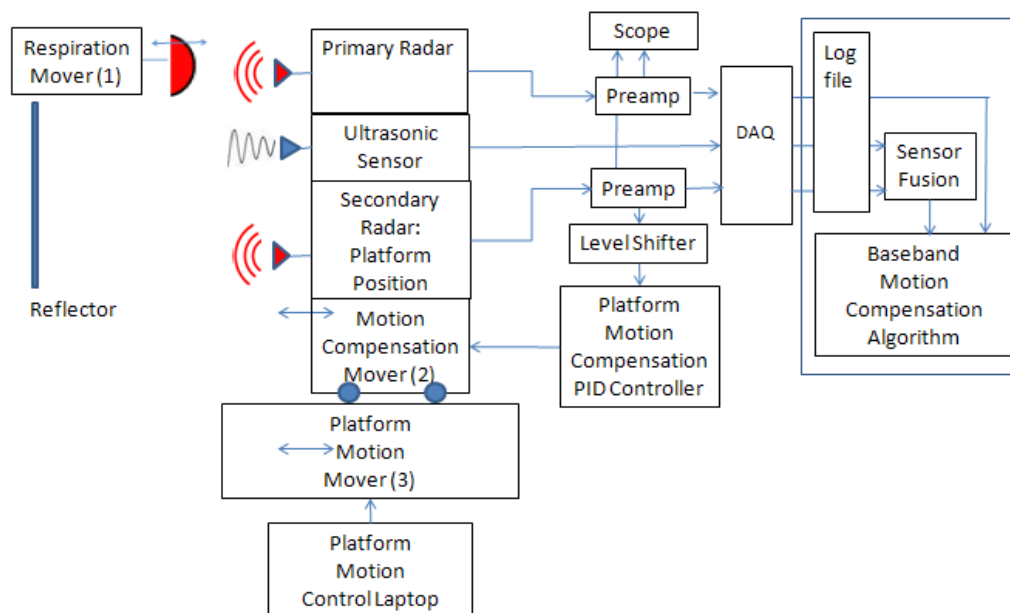 Respiration
Mover (1)
Reflector
Primary Radar
Ultrasonic
Sensor
Secondary
Radar:
Platform
Position
Motion
Compensation
Mover (2)
Platform
Motion
Mover (3)
Platform
Motion
Control Laptop
Scope
Preamp
Preamp
Level Shifter
Platform
Motion
Compensation
PID Controller
DAQ
Log
file
Sensor
Fusion
Baseband
Motion
Compensation
Algorithm